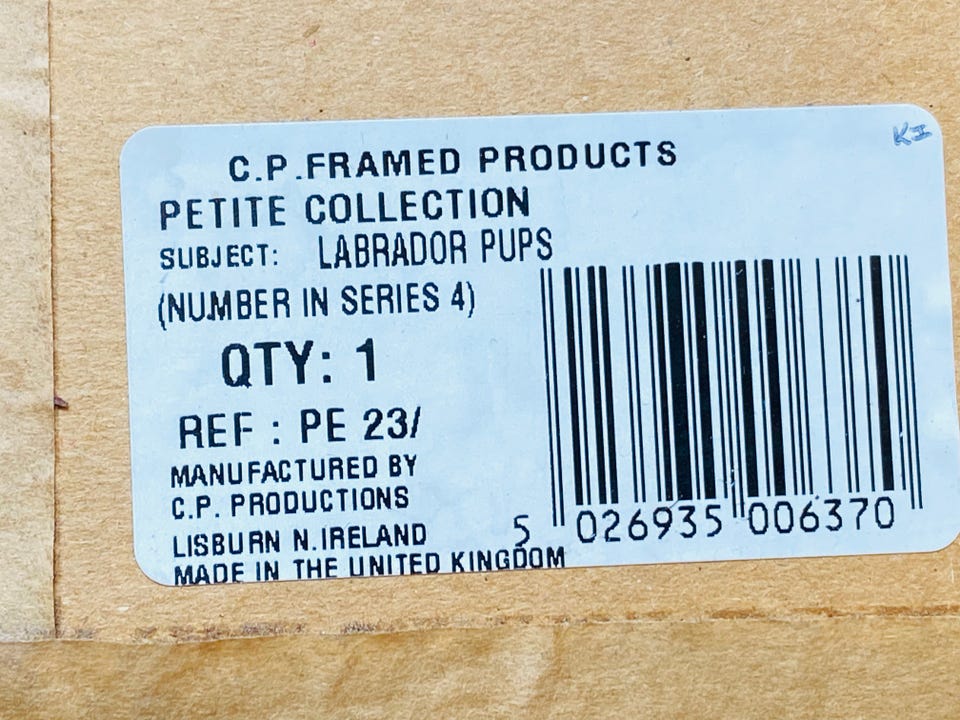 KI
C.P.FRAMED PRODUCTS
PETITE COLLECTION
SUBJECT: LABRADOR PUPS
(NUMBER IN SERIES 4)
QTY: 1
REF : PE 23/
MANUFACTURED BY
C.P. PRODUCTIONS
LISBURN N.IRELAND
MADE IN THE UNITED KINGDOM
5 026935 006370